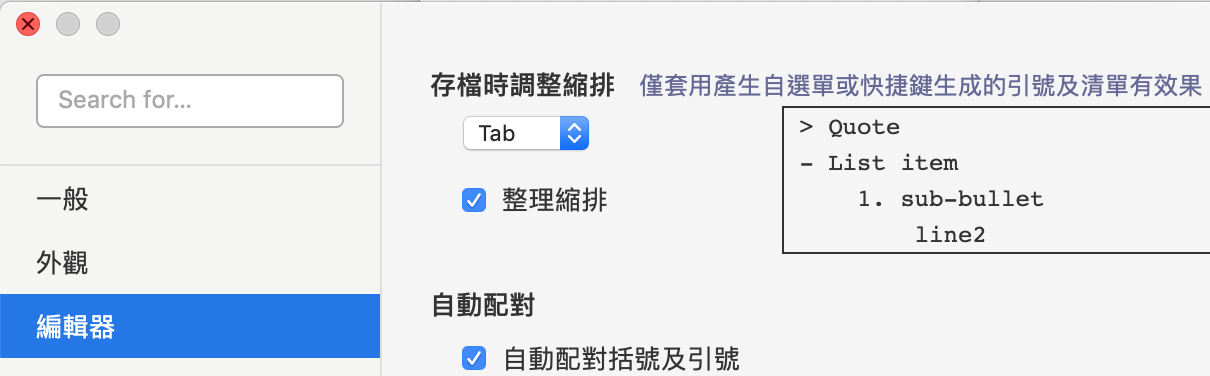 Search for...
一般
外觀
編輯器
存檔時調整縮排 僅套用產生自選單或快捷鍵生成的引號及清單有效果
Tab
整理縮排
> Quote
- List item
1. sub-bullet
line2
自動配對
自動配對括號及引號